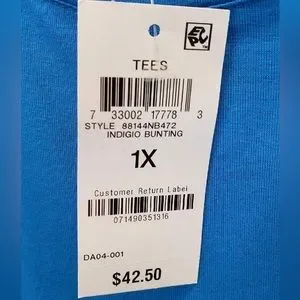 TEES
7 33002 17778 3
STYLE 88144NB472
INDIGIO BUNTING
1X
Customer Return Label
071490351316
DA04-001
$42.50